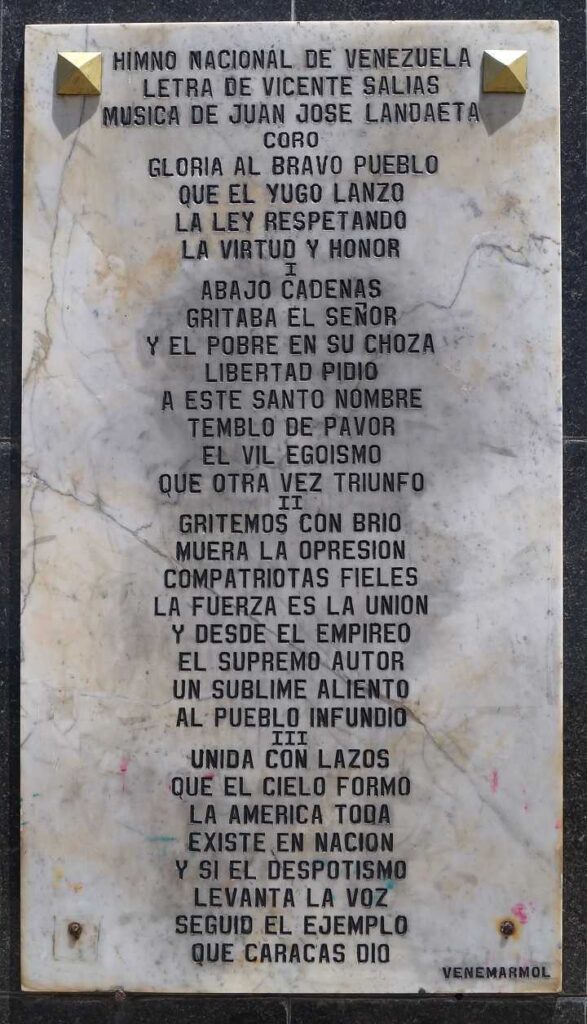 HIMNO NACIONAL DE VENEZUELA
LETRA DE VICENTE SALIAS
MUSICA DE JUAN JOSE LANDAETA
CORO
GLORIA AL BRAVO PUEBLO
QUE EL YUGO LANZO
LA LEY RESPETANDO
LA VIRTUD Y HONOR
I
ABAJO CADENAS
GRITABA EL SEÑOR
Y EL POBRE EN SU CHOZA
LIBERTAD PIDIO
A ESTE SANTO NOMBRE
TEMBLO DE PAVOR
EL VIL EGOISMO
QUE OTRA VEZ TRIUNFO
II
GRITEMOS CON BRIO
MUERA LA OPRESION
COMPATRIOTAS FIELES
LA FUERZA ES LA UNION
Y DESDE EL EMPIREO
EL SUPREMO AUTOR
UN SUBLIME ALIENTO
AL PUEBLO INFUNDIO
III
UNIDA CON LAZOS
QUE EL CIELO FORMO
LA AMERICA TODA
EXISTE EN NACION
Y SI EL DESPOTISMO
LEVANTA LA VOZ
SEGUID EL EJEMPLO
QUE CARACAS DIO
VENEMARMOL